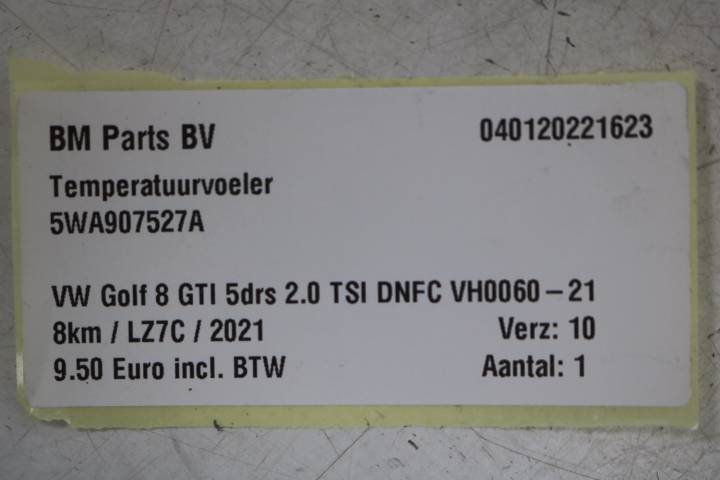 BM Parts BV 040120221623
Temperatuurvoeler
5WA907527A
VW Golf 8 GTI 5drs 2.0 TSI DNFC VH0060-21
8km / LZ7C / 2021 Verz: 10
9.50 Euro incl. BTW Aantal: 1